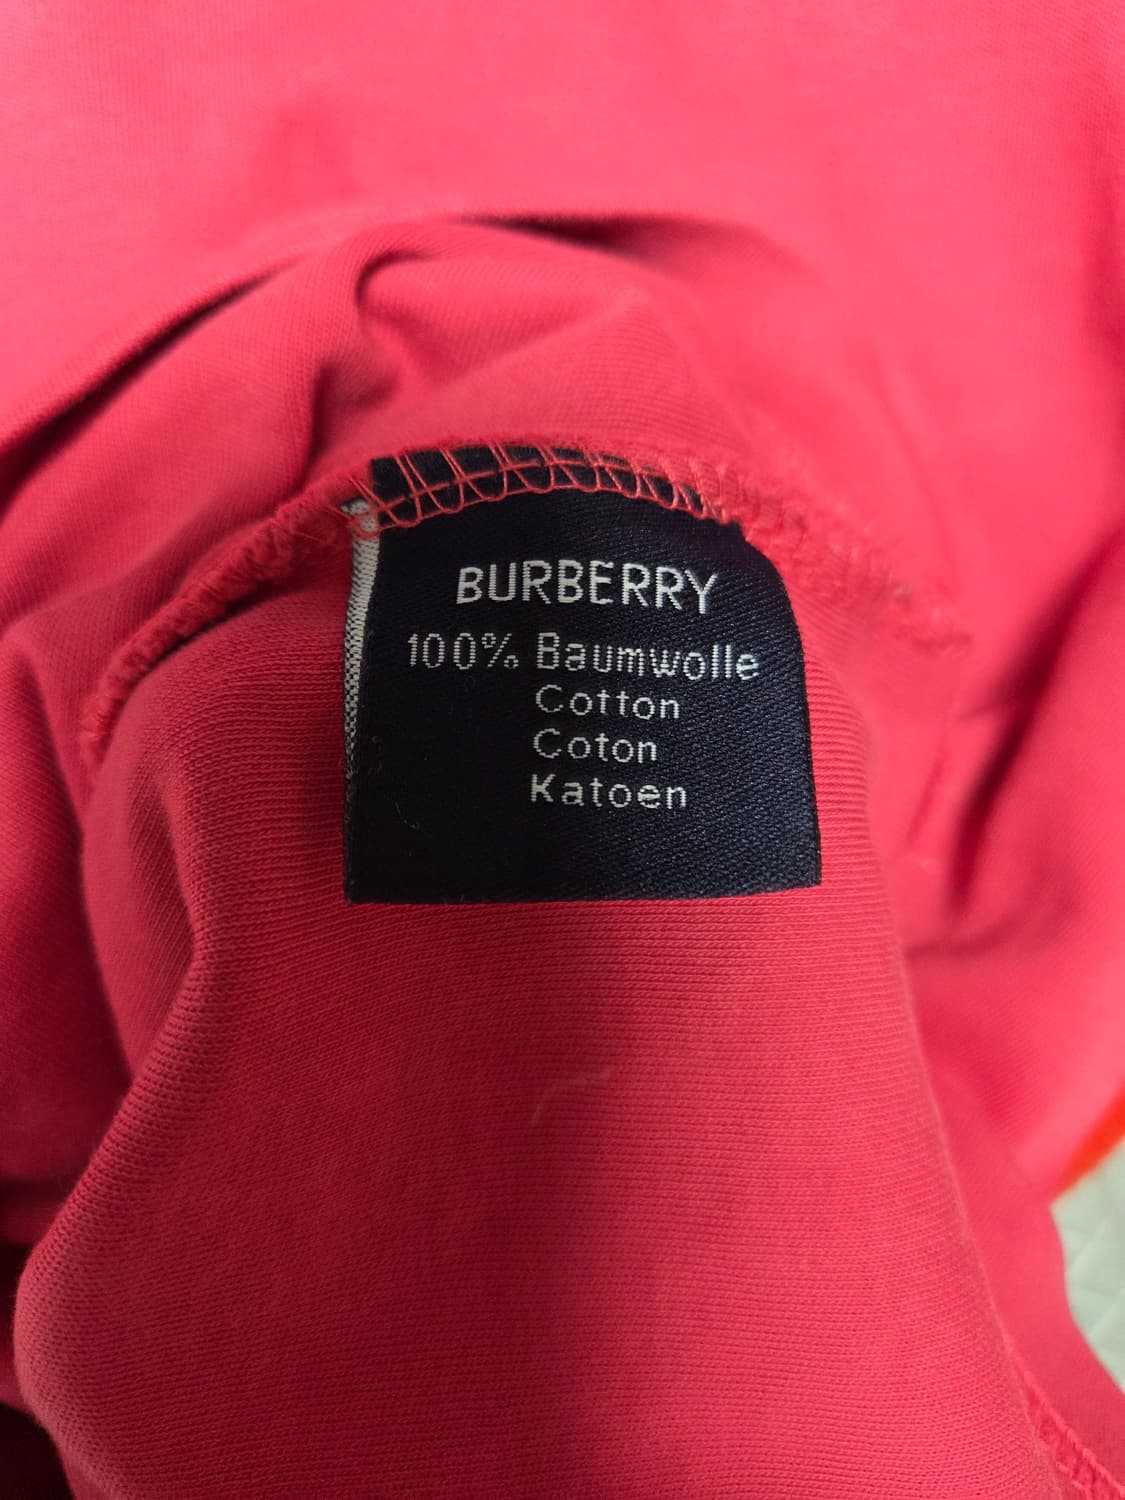 BURBERRY
100% Baumwolle
Cotton
Coton
Katoen